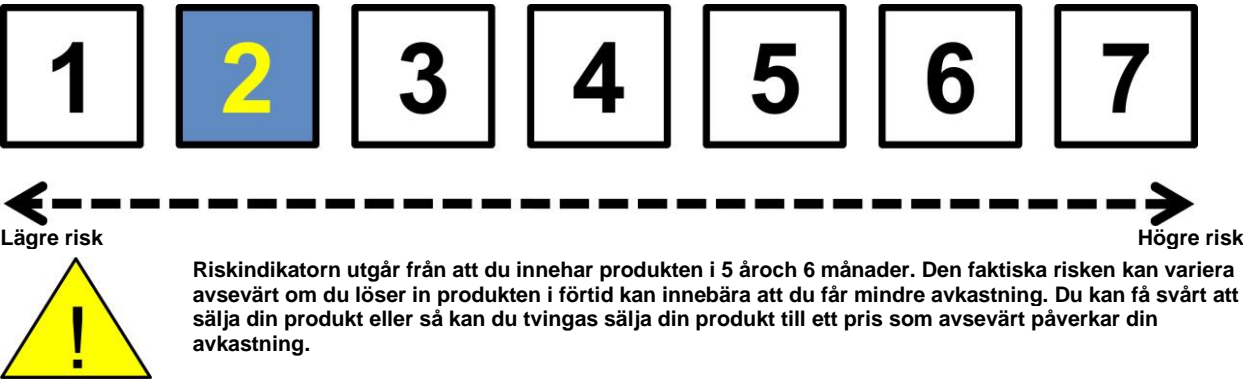 1 2 3 4 5 6 7
Lägre risk Högre risk
!
Riskindikatorn utgår från att du innehar produkten i 5 åroch 6 månader. Den faktiska risken kan variera
avsevärt om du löser in produkten i förtid kan innebära att du får mindre avkastning. Du kan få svårt att
sälja din produkt eller så kan du tvingas sälja din produkt till ett pris som avsevärt påverkar din
avkastning.